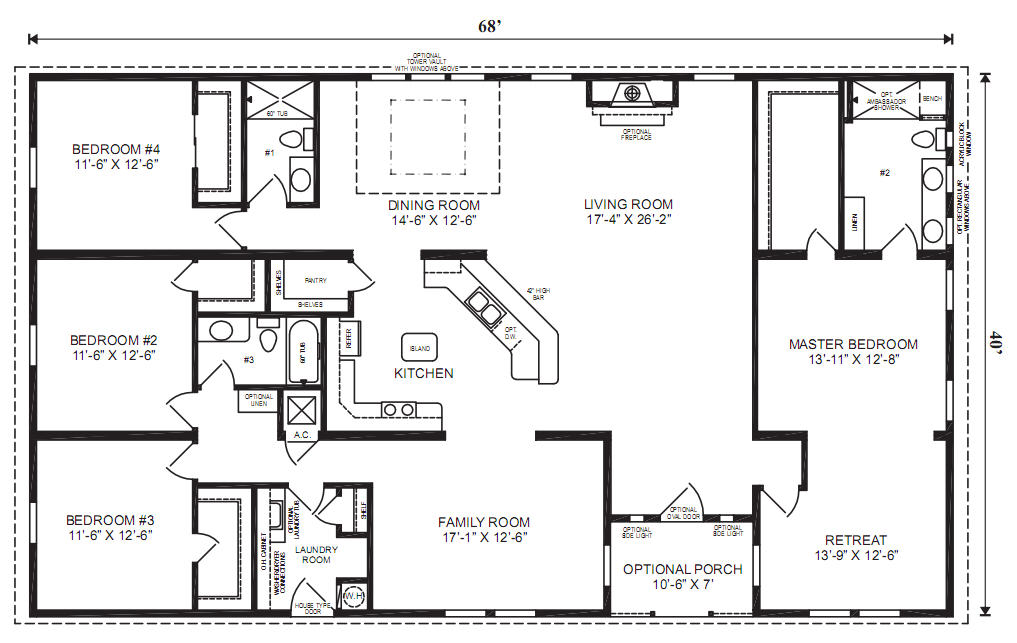 68'
OPTIONAL
TOWER VAULT
WITH WINDOWS ABOVE
BEDROOM #4
11'-6" X 12'-6"
60" TUB
#1
DINING ROOM
14'-6" X 12'-6"
OPTIONAL
FIREPLACE
LIVING ROOM
17'-4" X 26'-2"
OPT.
AMBASSADOR
SHOWER
BENCH
#2
LINEN
ACRYLIC BLOCK
WINDOW
OPT. RECTANGULAR
WINDOWS ABOVE
SHELVES
PANTRY
SHELVES
42" HIGH
BAR
OPT.
D.W.
BEDROOM #2
11'-6" X 12'-6"
#3
60" TUB
REFER
ISLAND
KITCHEN
MASTER BEDROOM
13'-11" X 12'-8"
40'
OPTIONAL
LINEN
A.C.
BEDROOM #3
11'-6" X 12'-6"
O.H. CABINET
OPTIONAL
LAUNDRY TUB
SHELF
WASHER/DRYER
CONNECTIONS
LAUNDRY
ROOM
HOUSE TYPE
DOOR
W.H.
FAMILY ROOM
17'-1" X 12'-6"
OPTIONAL
OVAL DOOR
OPTIONAL
SIDE LIGHT
OPTIONAL
SIDE LIGHT
OPTIONAL PORCH
10'-6" X 7'
RETREAT
13'-9" X 12'-6"